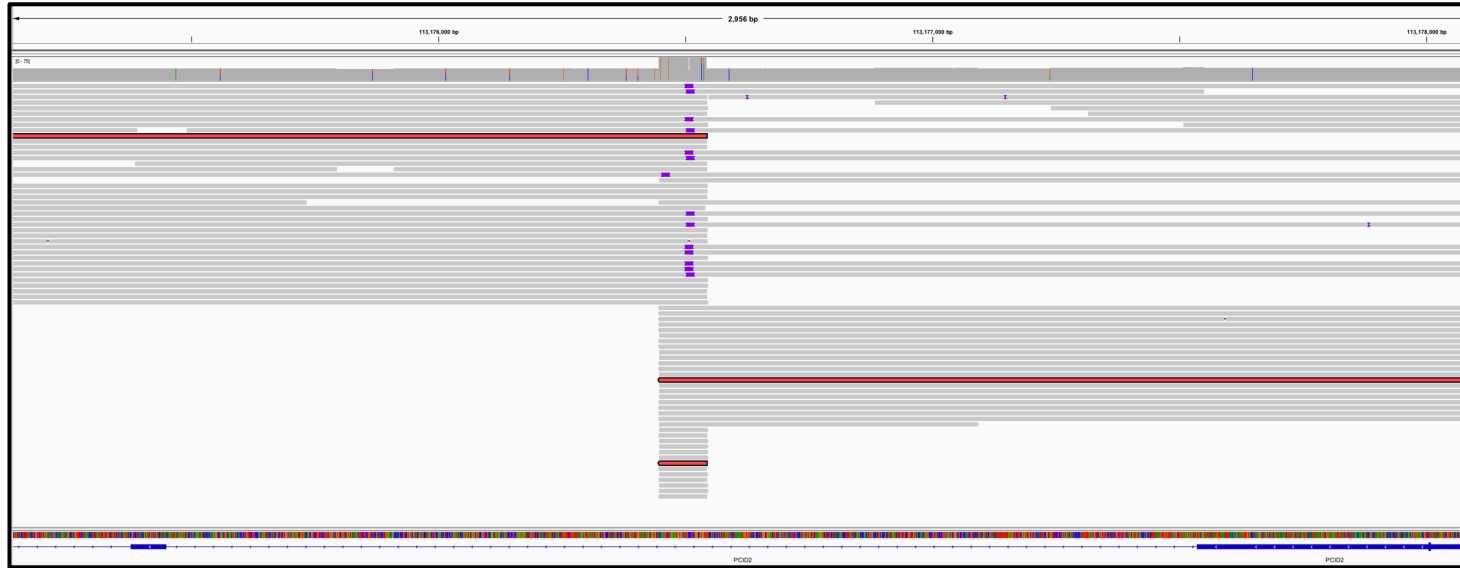 2,956 bp
113,176,000 bp 113,177,000 bp 113,178,000 bp
[0 - 75]
PCID2 PCID2